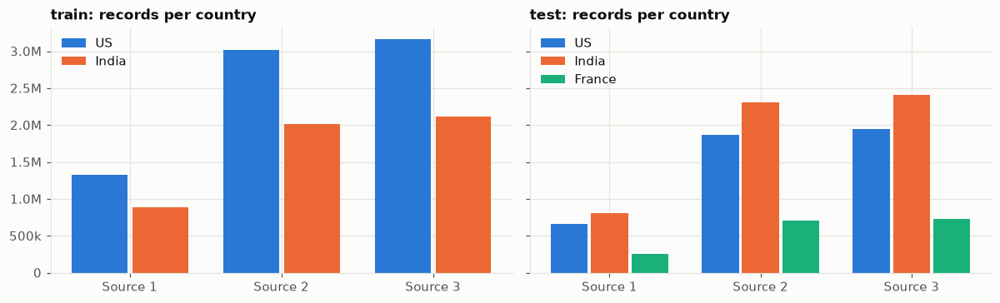 train: records per country
US
India
3.0M
2.5M
2.0M
1.5M
1.0M
500k
0
Source 1
Source 2
Source 3
test: records per country
US
India
France
Source 1
Source 2
Source 3